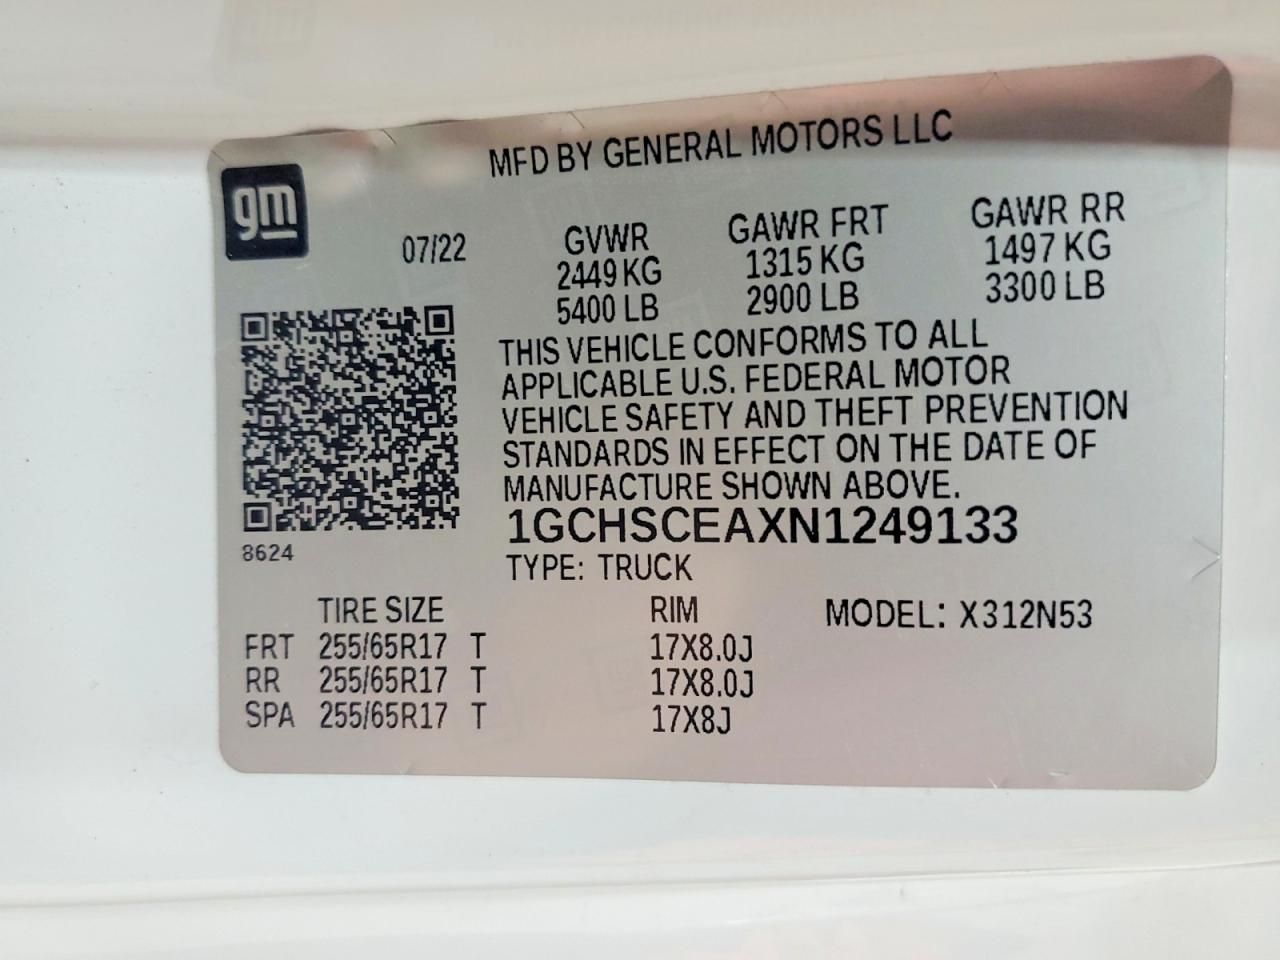 MFD BY GENERAL MOTORS LLC
gm
07/22
GVWR GAWR FRT GAWR RR
2449 KG 1315 KG 1497 KG
5400 LB 2900 LB 3300 LB
THIS VEHICLE CONFORMS TO ALL
APPLICABLE U.S. FEDERAL MOTOR
VEHICLE SAFETY AND THEFT PREVENTION
STANDARDS IN EFFECT ON THE DATE OF
MANUFACTURE SHOWN ABOVE.
1GCHSCEAXN1249133
8624
TYPE: TRUCK
TIRE SIZE RIM MODEL: X312N53
FRT 255/65R17 T 17X8.0J
RR 255/65R17 T 17X8.0J
SPA 255/65R17 T 17X8J